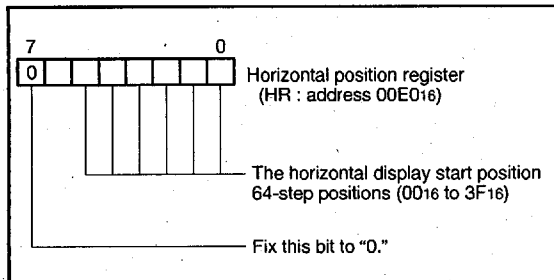 7 0
0
Horizontal position register
(HR : address 00E016)
The horizontal display start position
64-step positions (0016 to 3F16)
Fix this bit to “0.”